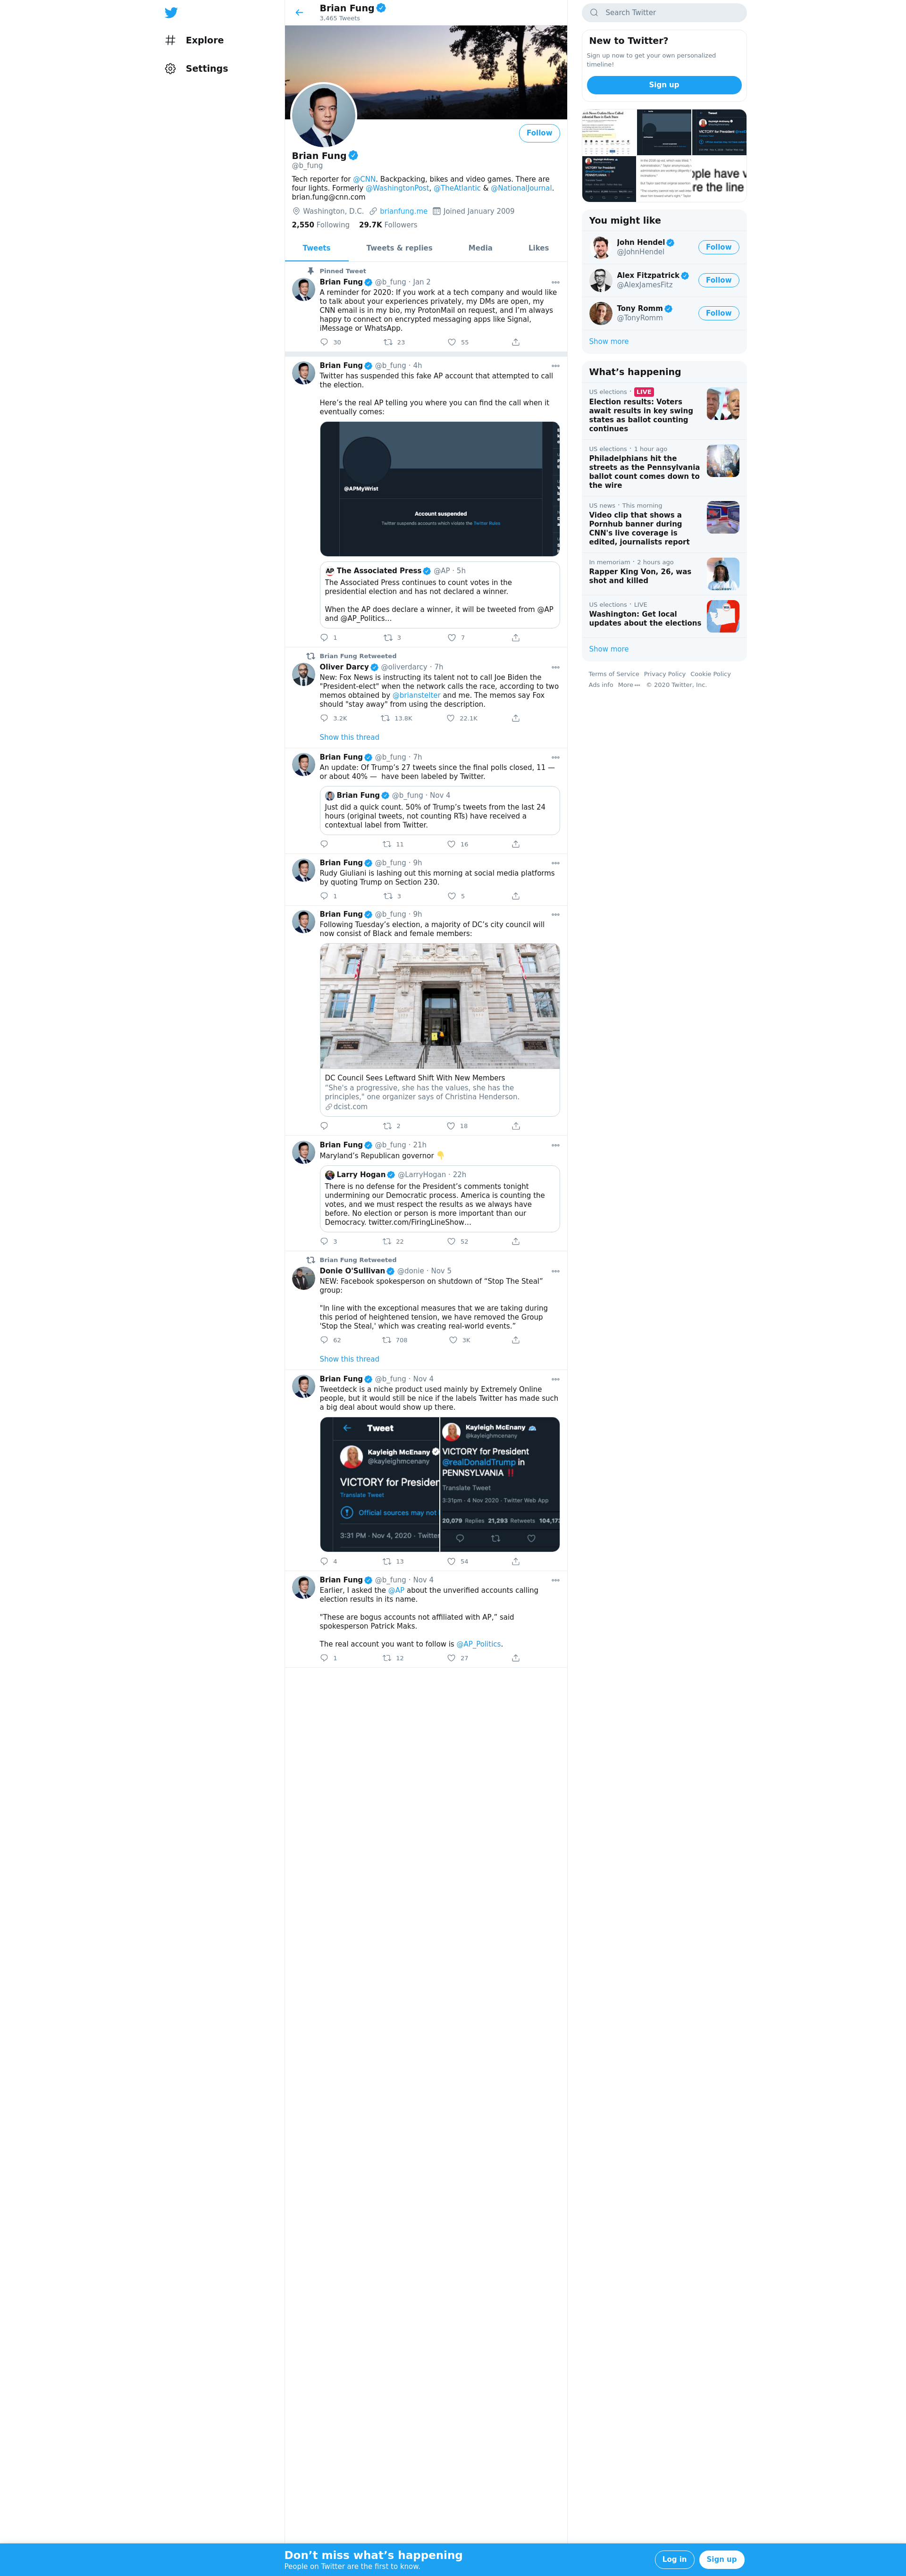 Explore
Settings
Brian Fung
3,465 Tweets
Follow
Brian Fung
@b_fung
Tech reporter for @CNN. Backpacking, bikes and video games. There are
four lights. Formerly @WashingtonPost, @TheAtlantic & @NationalJournal.
brian.fung@cnn.com
Washington, D.C. brianfung.me Joined January 2009
2,550 Following 29.7K Followers
Tweets Tweets & replies Media Likes
Pinned Tweet
Brian Fung @b_fung · Jan 2
A reminder for 2020: If you work at a tech company and would like
to talk about your experiences privately, my DMs are open, my
CNN email is in my bio, my ProtonMail on request, and I’m always
happy to connect on encrypted messaging apps like Signal,
iMessage or WhatsApp.
30 23 55
Brian Fung @b_fung · 4h
Twitter has suspended this fake AP account that attempted to call
the election.
Here’s the real AP telling you where you can find the call when it
eventually comes:
@APMyWrist
Account suspended
Twitter suspends accounts which violate the Twitter Rules
AP The Associated Press @AP · 5h
The Associated Press continues to count votes in the
presidential election and has not declared a winner.
When the AP does declare a winner, it will be tweeted from @AP
and @AP_Politics…
1 3 7
Brian Fung Retweeted
Oliver Darcy @oliverdarcy · 7h
New: Fox News is instructing its talent not to call Joe Biden the
"President-elect" when the network calls the race, according to two
memos obtained by @brianstelter and me. The memos say Fox
should "stay away" from using the description.
3.2K 13.8K 22.1K
Show this thread
Brian Fung @b_fung · 7h
An update: Of Trump’s 27 tweets since the final polls closed, 11 —
or about 40% — have been labeled by Twitter.
Brian Fung @b_fung · Nov 4
Just did a quick count. 50% of Trump’s tweets from the last 24
hours (original tweets, not counting RTs) have received a
contextual label from Twitter.
11 16
Brian Fung @b_fung · 9h
Rudy Giuliani is lashing out this morning at social media platforms
by quoting Trump on Section 230.
1 3 5
Brian Fung @b_fung · 9h
Following Tuesday’s election, a majority of DC’s city council will
now consist of Black and female members:
DC Council Sees Leftward Shift With New Members
"She's a progressive, she has the values, she has the
principles," one organizer says of Christina Henderson.
dcist.com
2 18
Brian Fung @b_fung · 21h
Maryland’s Republican governor 👇
Larry Hogan @LarryHogan · 22h
There is no defense for the President’s comments tonight
undermining our Democratic process. America is counting the
votes, and we must respect the results as we always have
before. No election or person is more important than our
Democracy. twitter.com/FiringLineShow…
3 22 52
Brian Fung Retweeted
Donie O'Sullivan @donie · Nov 5
NEW: Facebook spokesperson on shutdown of “Stop The Steal”
group:
"In line with the exceptional measures that we are taking during
this period of heightened tension, we have removed the Group
'Stop the Steal,' which was creating real-world events."
62 708 3K
Show this thread
Brian Fung @b_fung · Nov 4
Tweetdeck is a niche product used mainly by Extremely Online
people, but it would still be nice if the labels Twitter has made such
a big deal about would show up there.
Tweet
Kayleigh McEnany
@kayleighmcenany
VICTORY for Presiden
Translate Tweet
Official sources may not
3:31 PM · Nov 4, 2020 · Twitter
Kayleigh McEnany
@kayleighmcenany
VICTORY for President
@realDonaldTrump in
PENNSYLVANIA ‼️
Translate Tweet
3:31pm · 4 Nov 2020 · Twitter Web App
20,079 Replies 21,293 Retweets 104,17
4 13 54
Brian Fung @b_fung · Nov 4
Earlier, I asked the @AP about the unverified accounts calling
election results in its name.
"These are bogus accounts not affiliated with AP,” said
spokesperson Patrick Maks.
The real account you want to follow is @AP_Politics.
1 12 27
Search Twitter
New to Twitter?
Sign up now to get your own personalized
timeline!
Sign up
You might like
John Hendel
@JohnHendel
Follow
Alex Fitzpatrick
@AlexJamesFitz
Follow
Tony Romm
@TonyRomm
Follow
Show more
What’s happening
US elections · LIVE
Election results: Voters
await results in key swing
states as ballot counting
continues
US elections · 1 hour ago
Philadelphians hit the
streets as the Pennsylvania
ballot count comes down to
the wire
US news · This morning
Video clip that shows a
Pornhub banner during
CNN's live coverage is
edited, journalists report
In memoriam · 2 hours ago
Rapper King Von, 26, was
shot and killed
US elections · LIVE
Washington: Get local
updates about the elections
Show more
Terms of Service Privacy Policy Cookie Policy
Ads info More © 2020 Twitter, Inc.
Don’t miss what’s happening
People on Twitter are the first to know.
Log in
Sign up